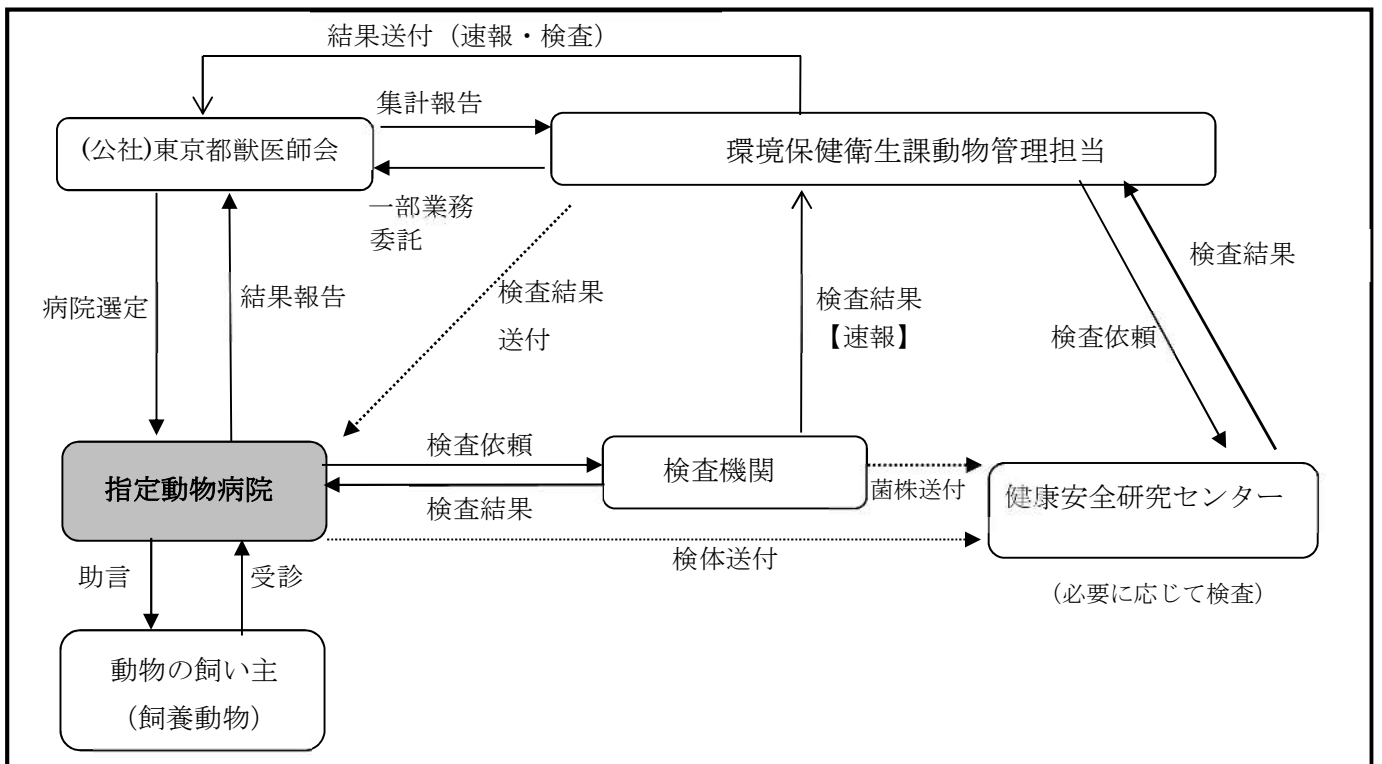 結果送付（速報・検査）
集計報告
(公社)東京都獣医師会
環境保健衛生課動物管理担当
一部業務
委託
検査結果
病院選定
結果報告
検査結果
送付
検査結果
【速報】
検査依頼
検査依頼
指定動物病院
検査機関
菌株送付
健康安全研究センター
検査結果
検体送付
助言
受診
（必要に応じて検査）
動物の飼い主
（飼養動物）